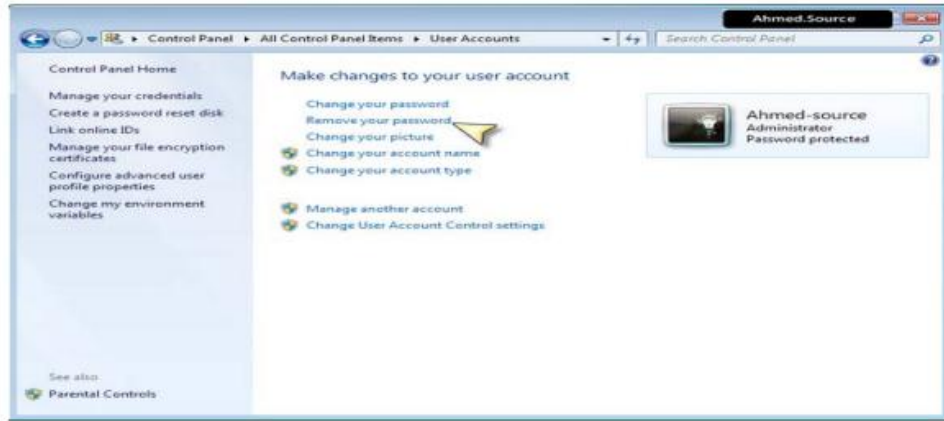 Ahmed.Source
Control Panel ▸ All Control Panel Items ▸ User Accounts
Search Control Panel
Control Panel Home
Manage your credentials
Create a password reset disk
Link online IDs
Manage your file encryption
certificates
Configure advanced user
profile properties
Change my environment
variables
See also
Parental Controls
Make changes to your user account
Change your password
Remove your password
Change your picture
Change your account name
Change your account type
Manage another account
Change User Account Control settings
Ahmed-source
Administrator
Password protected